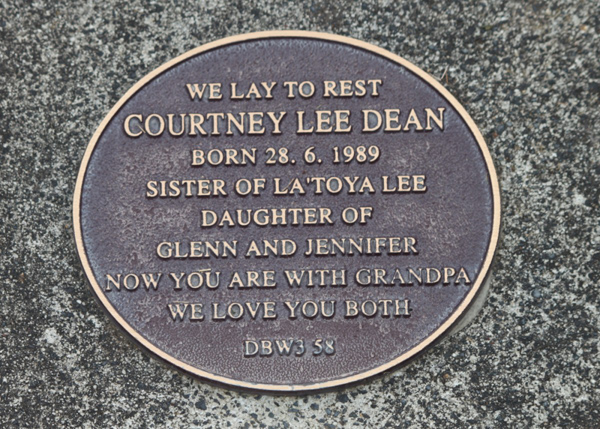 WE LAY TO REST
COURTNEY LEE DEAN
BORN 28. 6. 1989
SISTER OF LA'TOYA LEE
DAUGHTER OF
GLENN AND JENNIFER
NOW YOU ARE WITH GRANDPA
WE LOVE YOU BOTH
DBW3 58